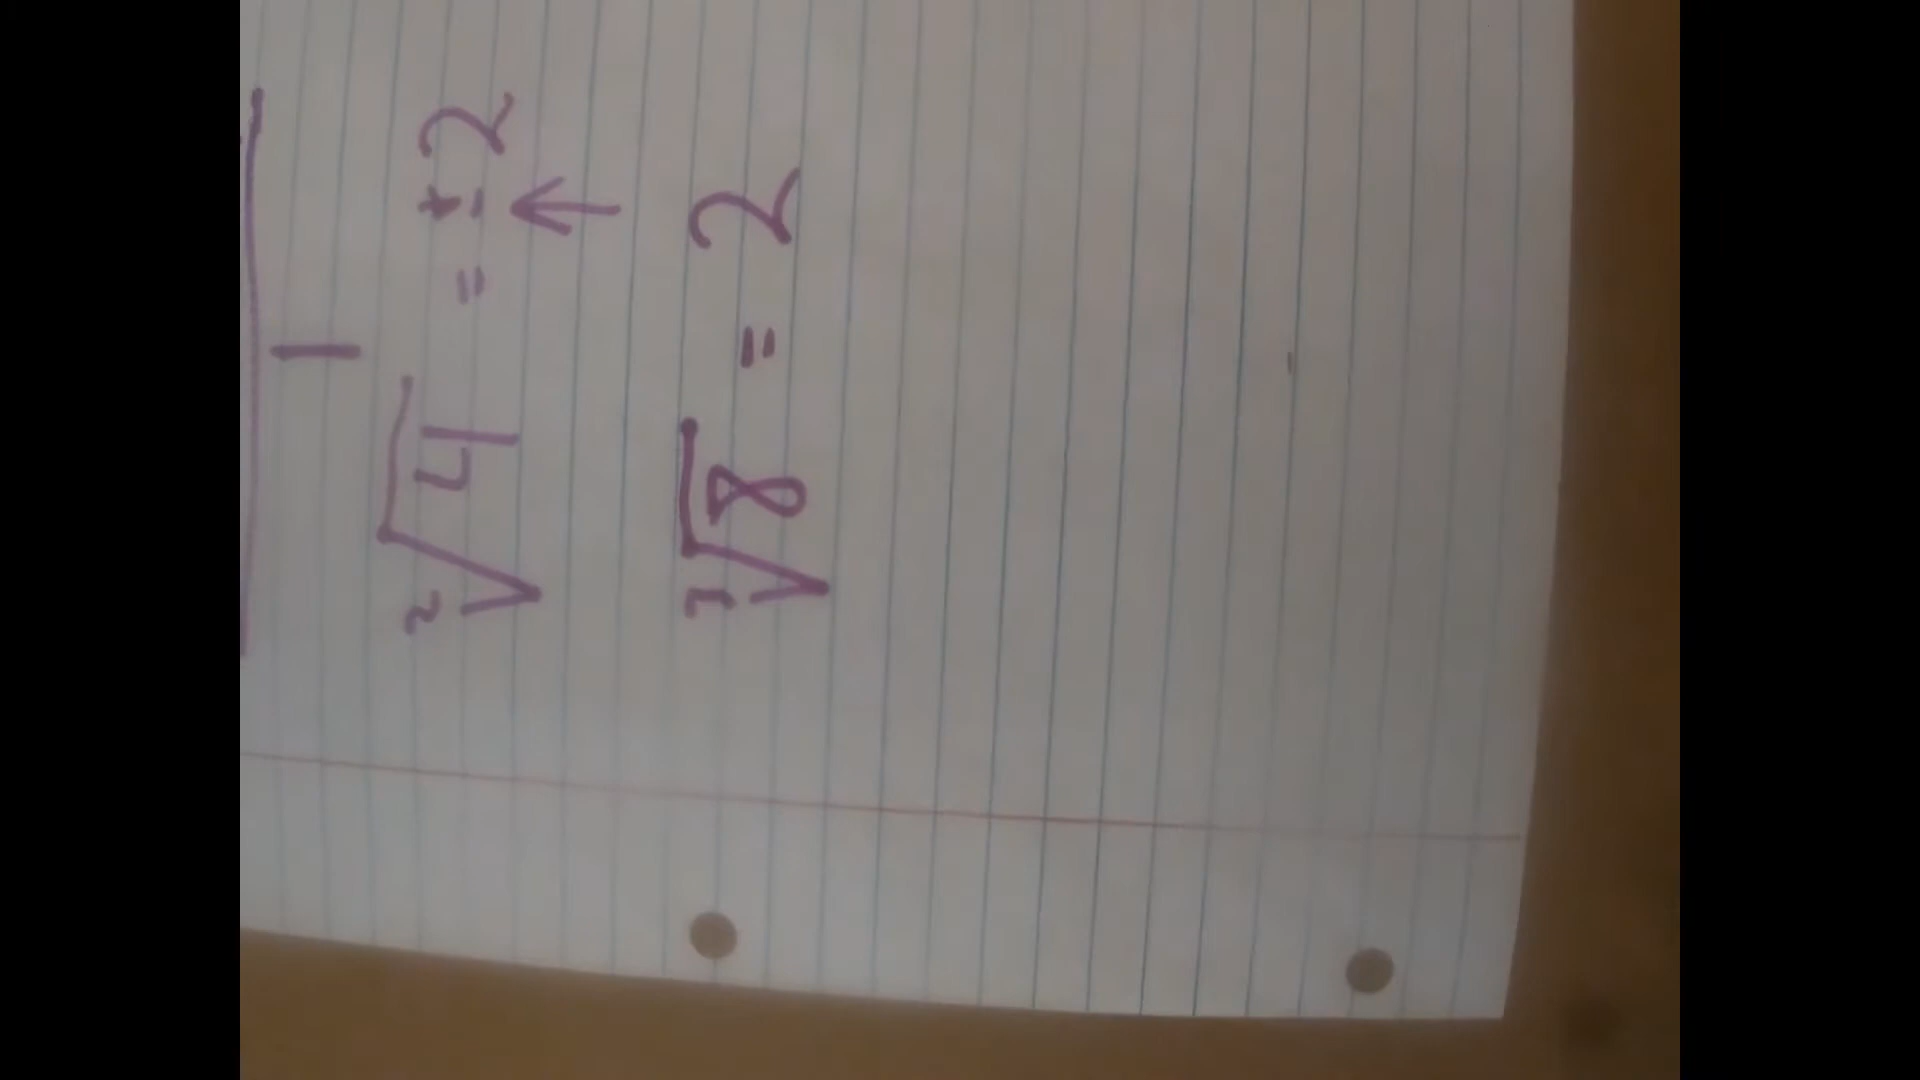 ²√4 = ±2
↑
³√8 = 2